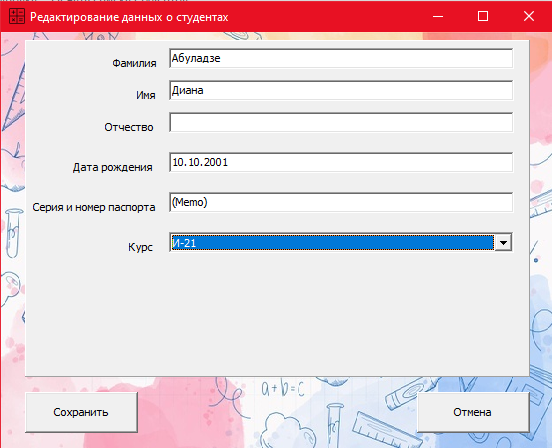 Редактирование данных о студентах
Фамилия Абуладзе
Имя Диана
Отчество
Дата рождения 10.10.2001
Серия и номер паспорта (Memo)
Курс И-21
a+b=c
Сохранить Отмена